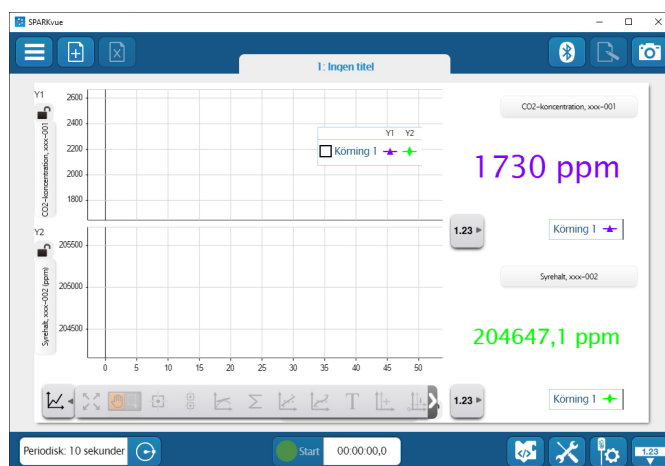 SPARKvue
1: Ingen titel
Y1
2600
2400
2200
2000
1800
CO2-koncentration, xxx-001
Y1 Y2
Körning 1
CO2-koncentration, xxx-001
1730 ppm
1.23
Körning 1
Y2
205500
205000
204500
Syrehalt, xxx-002 (ppm)
0 5 10 15 20 25 30 35 40 45 50
Syrehalt, xxx-002
204647,1 ppm
Σ T
1.23
Körning 1
Periodisk: 10 sekunder
Start
00:00:00,0
1.23